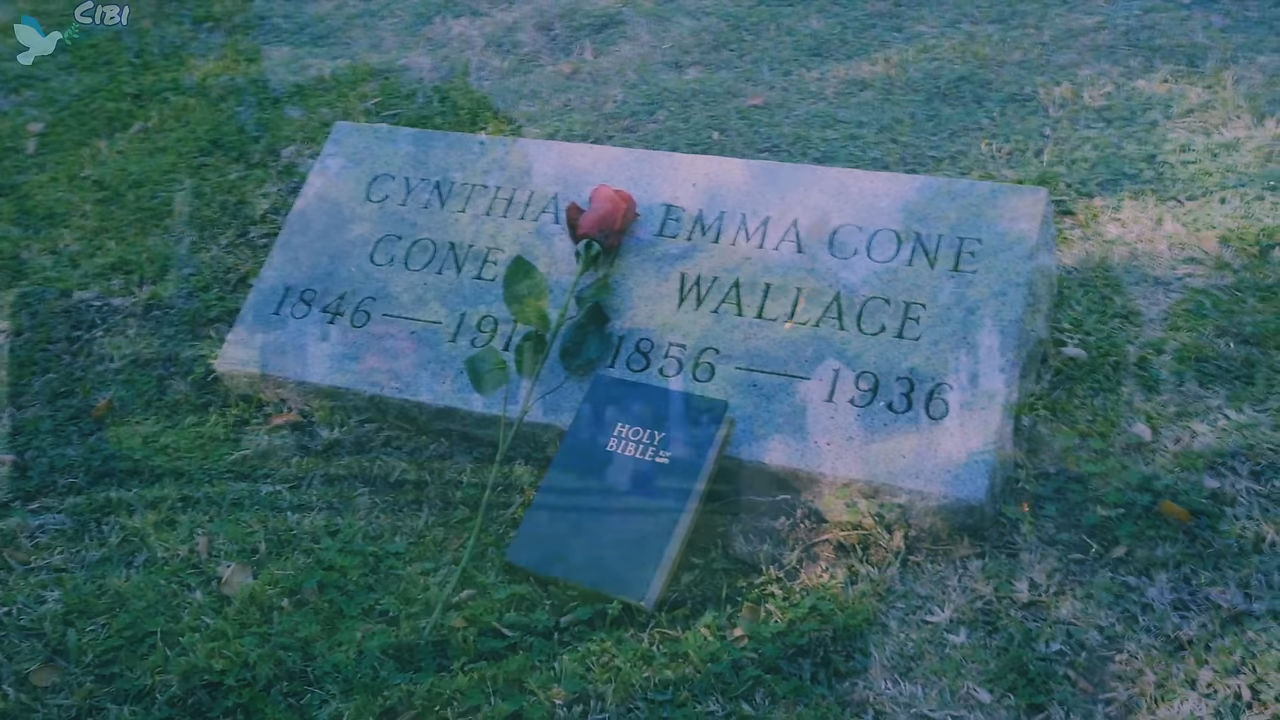 CIBI
CYNTHIA
CONE
1846—191
EMMA CONE
WALLACE
1856—1936
HOLY
BIBLE